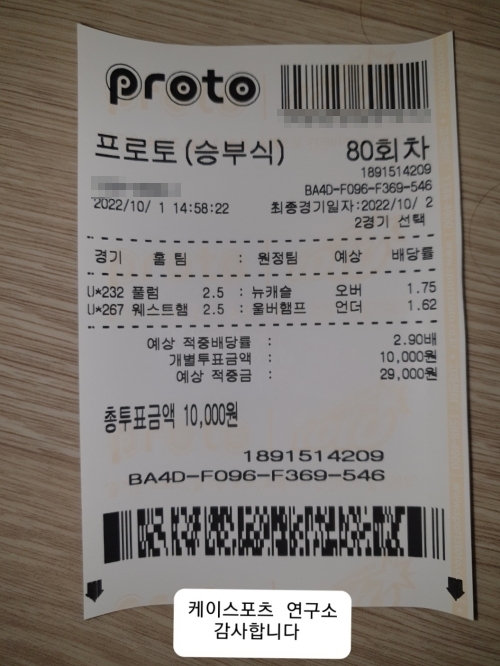 proto
프로토(승부식) 80회차
1891514209
BA4D-F096-F369-546
2022/10/ 1 14:58:22 최종경기일자:2022/10/ 2
2경기 선택
경기 홈 팀 : 원정팀 예상 배당률
U*232 풀럼 2.5 : 뉴캐슬 오버 1.75
U*267 웨스트햄 2.5 : 울버햄프 언더 1.62
예상 적중배당률 : 2.90배
개별투표금액 : 10,000원
예상 적중금 : 29,000원
총투표금액 10,000원
1891514209
BA4D-F096-F369-546
케이스포츠 연구소
감사합니다